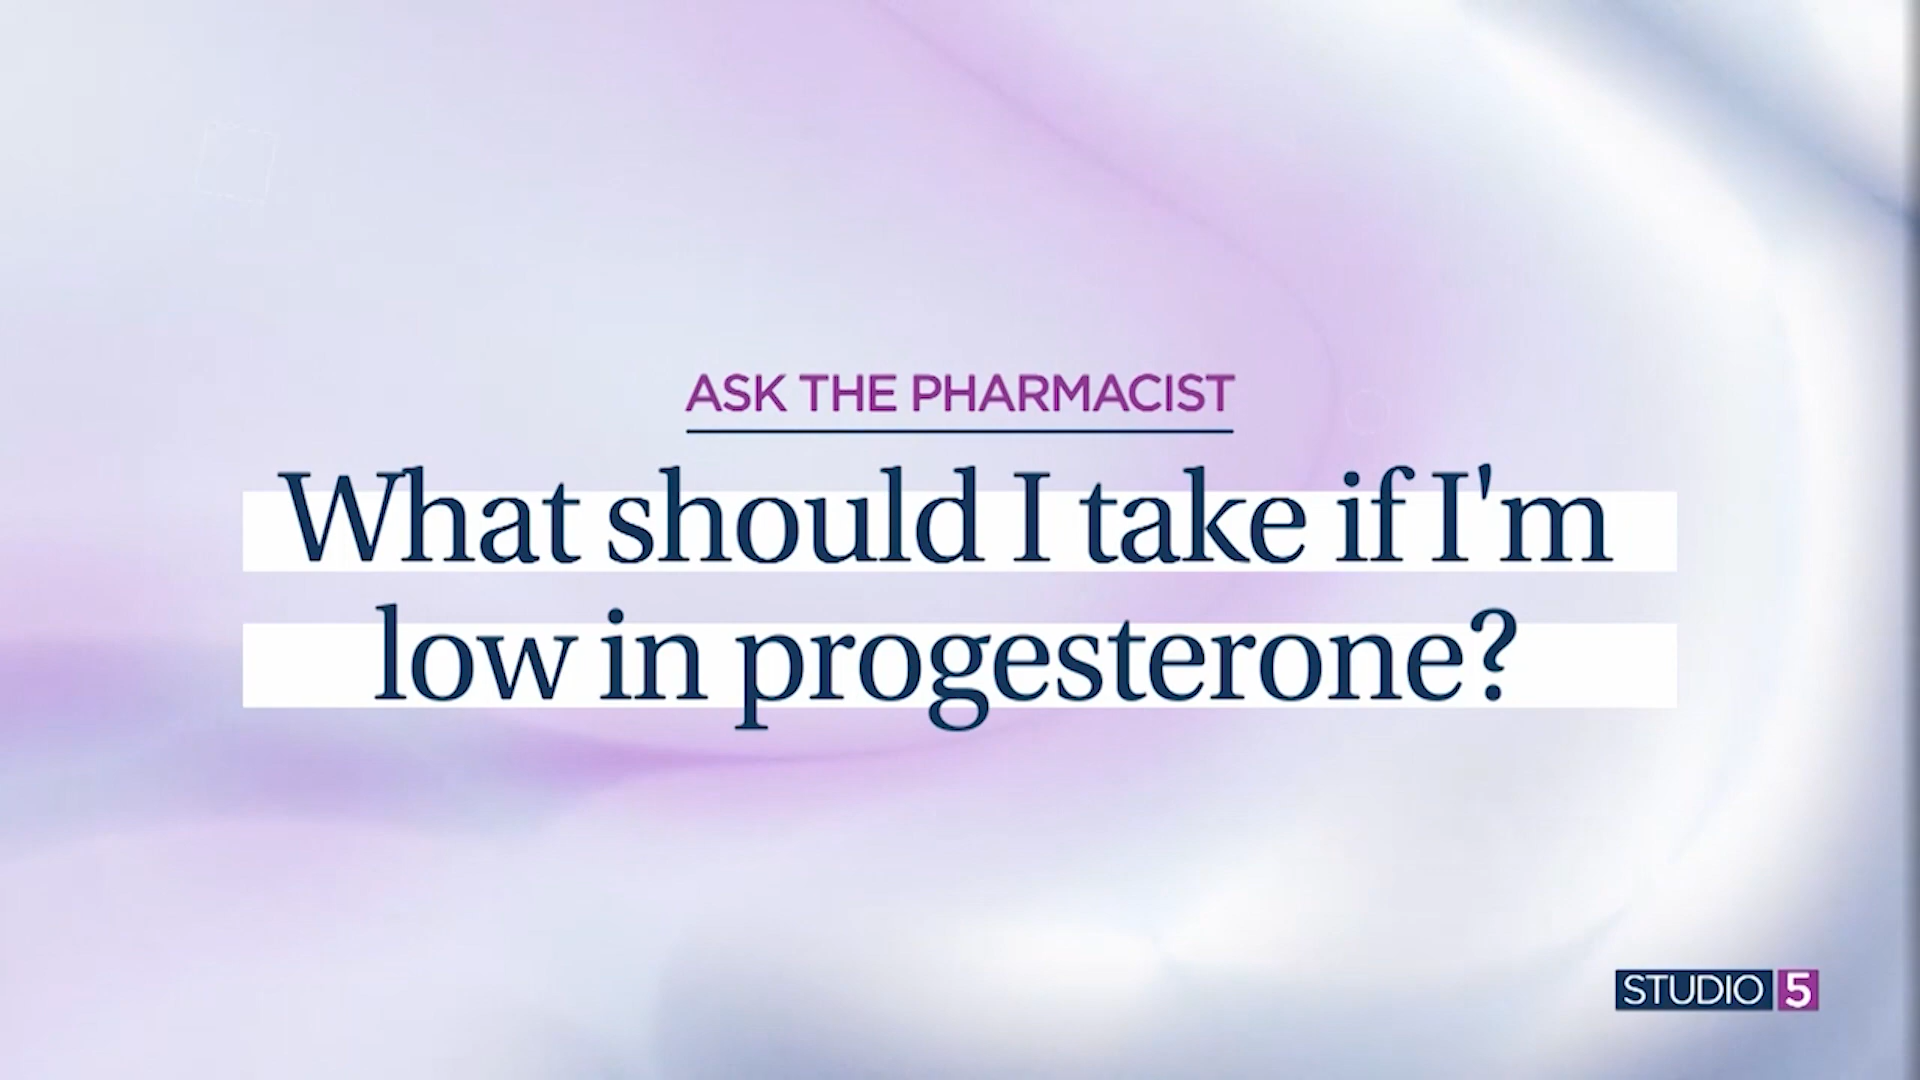 ASK THE PHARMACIST
What should I take if I'm
low in progesterone?
STUDIO 5